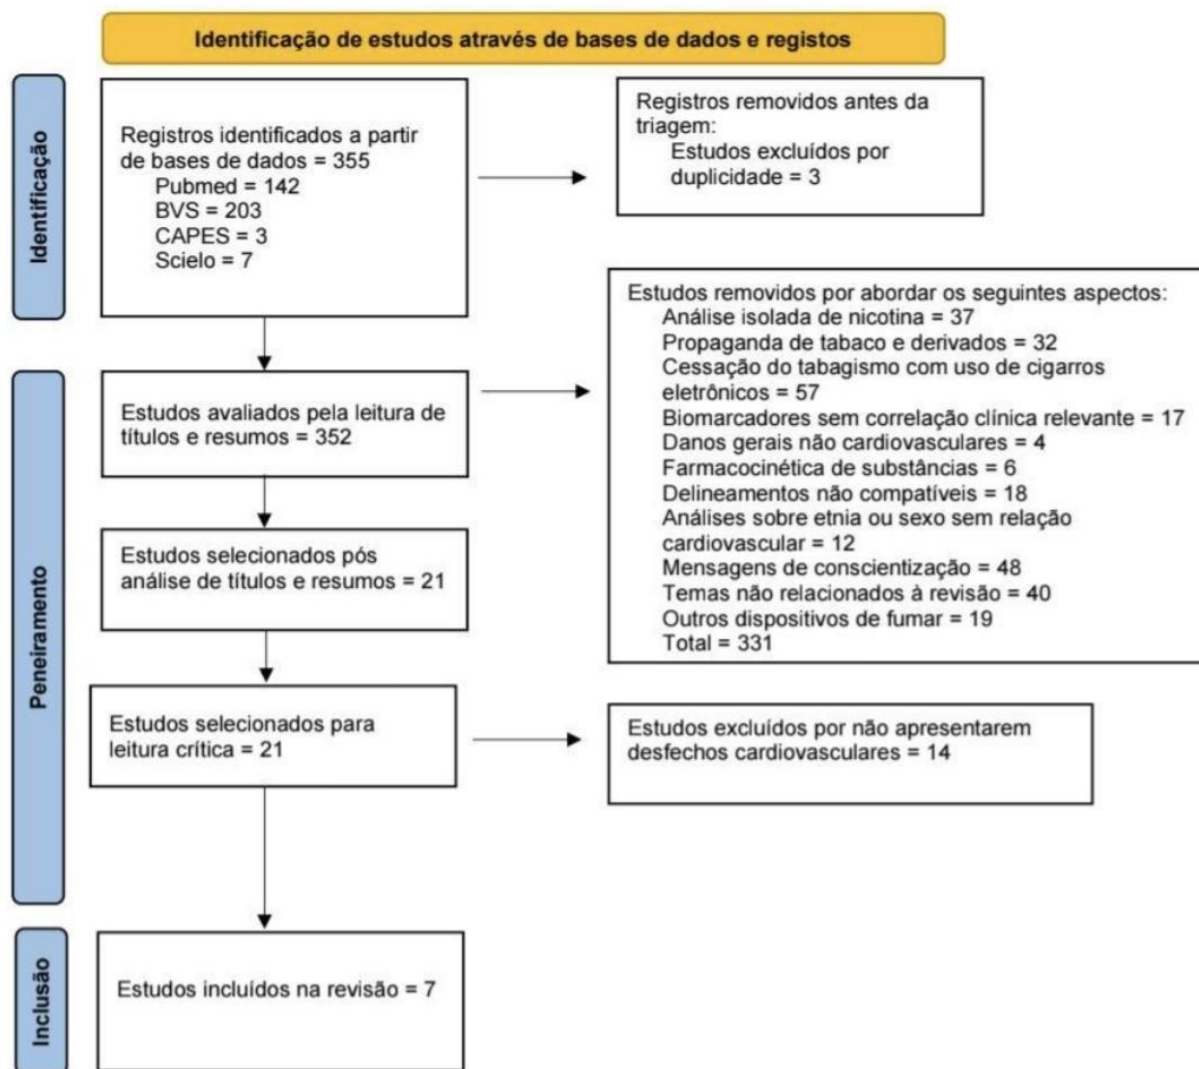 Identificação de estudos através de bases de dados e registos
Identificação
Registros identificados a partir
de bases de dados = 355
Pubmed = 142
BVS = 203
CAPES = 3
Scielo = 7
Registros removidos antes da
triagem:
Estudos excluídos por
duplicidade = 3
Peneiramento
Estudos avaliados pela leitura de
títulos e resumos = 352
Estudos removidos por abordar os seguintes aspectos:
Análise isolada de nicotina = 37
Propaganda de tabaco e derivados = 32
Cessação do tabagismo com uso de cigarros
eletrônicos = 57
Biomarcadores sem correlação clínica relevante = 17
Danos gerais não cardiovasculares = 4
Farmacocinética de substâncias = 6
Delineamentos não compatíveis = 18
Análises sobre etnia ou sexo sem relação
cardiovascular = 12
Mensagens de conscientização = 48
Temas não relacionados à revisão = 40
Outros dispositivos de fumar = 19
Total = 331
Estudos selecionados pós
análise de títulos e resumos = 21
Estudos selecionados para
leitura crítica = 21
Estudos excluídos por não apresentarem
desfechos cardiovasculares = 14
Inclusão
Estudos incluídos na revisão = 7